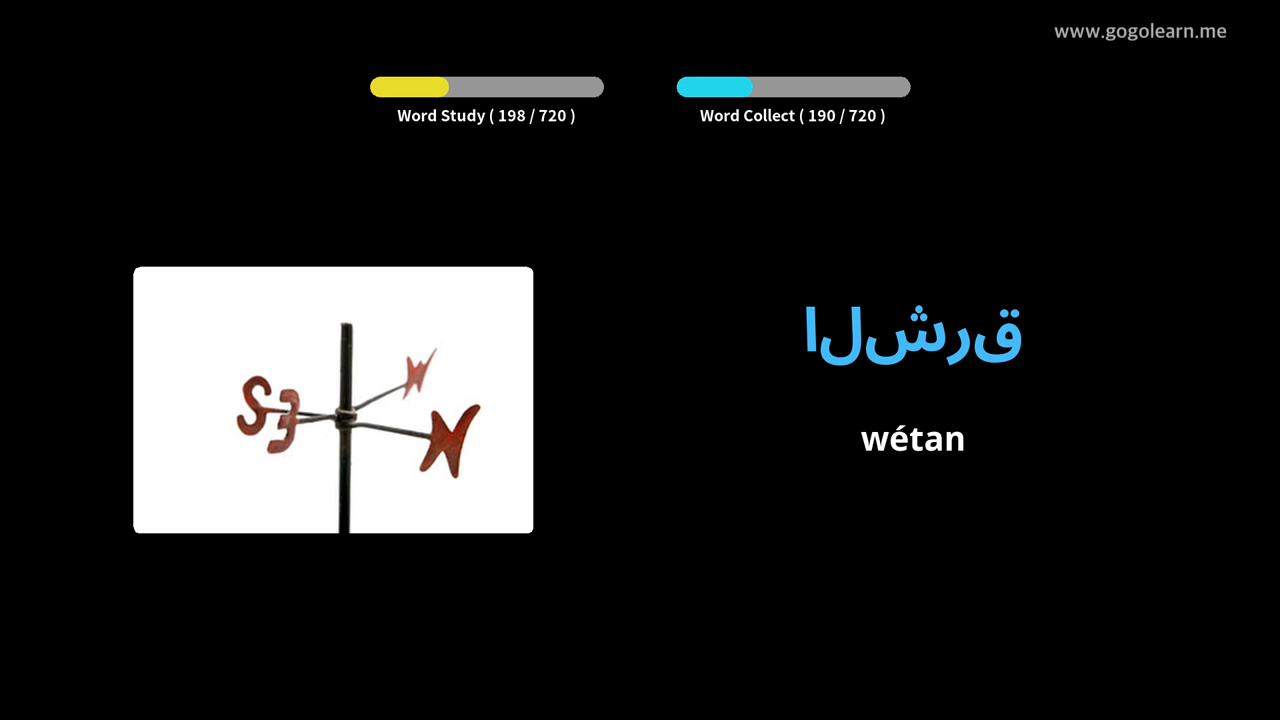 www.gogolearn.me
Word Study ( 198 / 720 )
Word Collect ( 190 / 720 )
W
S E
N
الشرق
wétan